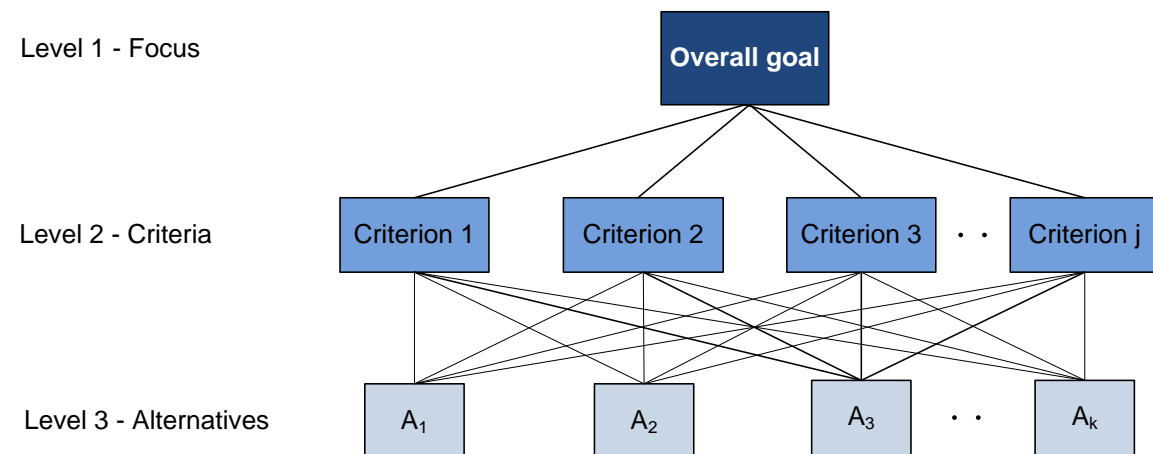 Level 1 - Focus
Overall goal
Level 2 - Criteria
Criterion 1
Criterion 2
Criterion 3
. .
Criterion j
Level 3 - Alternatives
A₁
A₂
A₃
. .
Aₖ